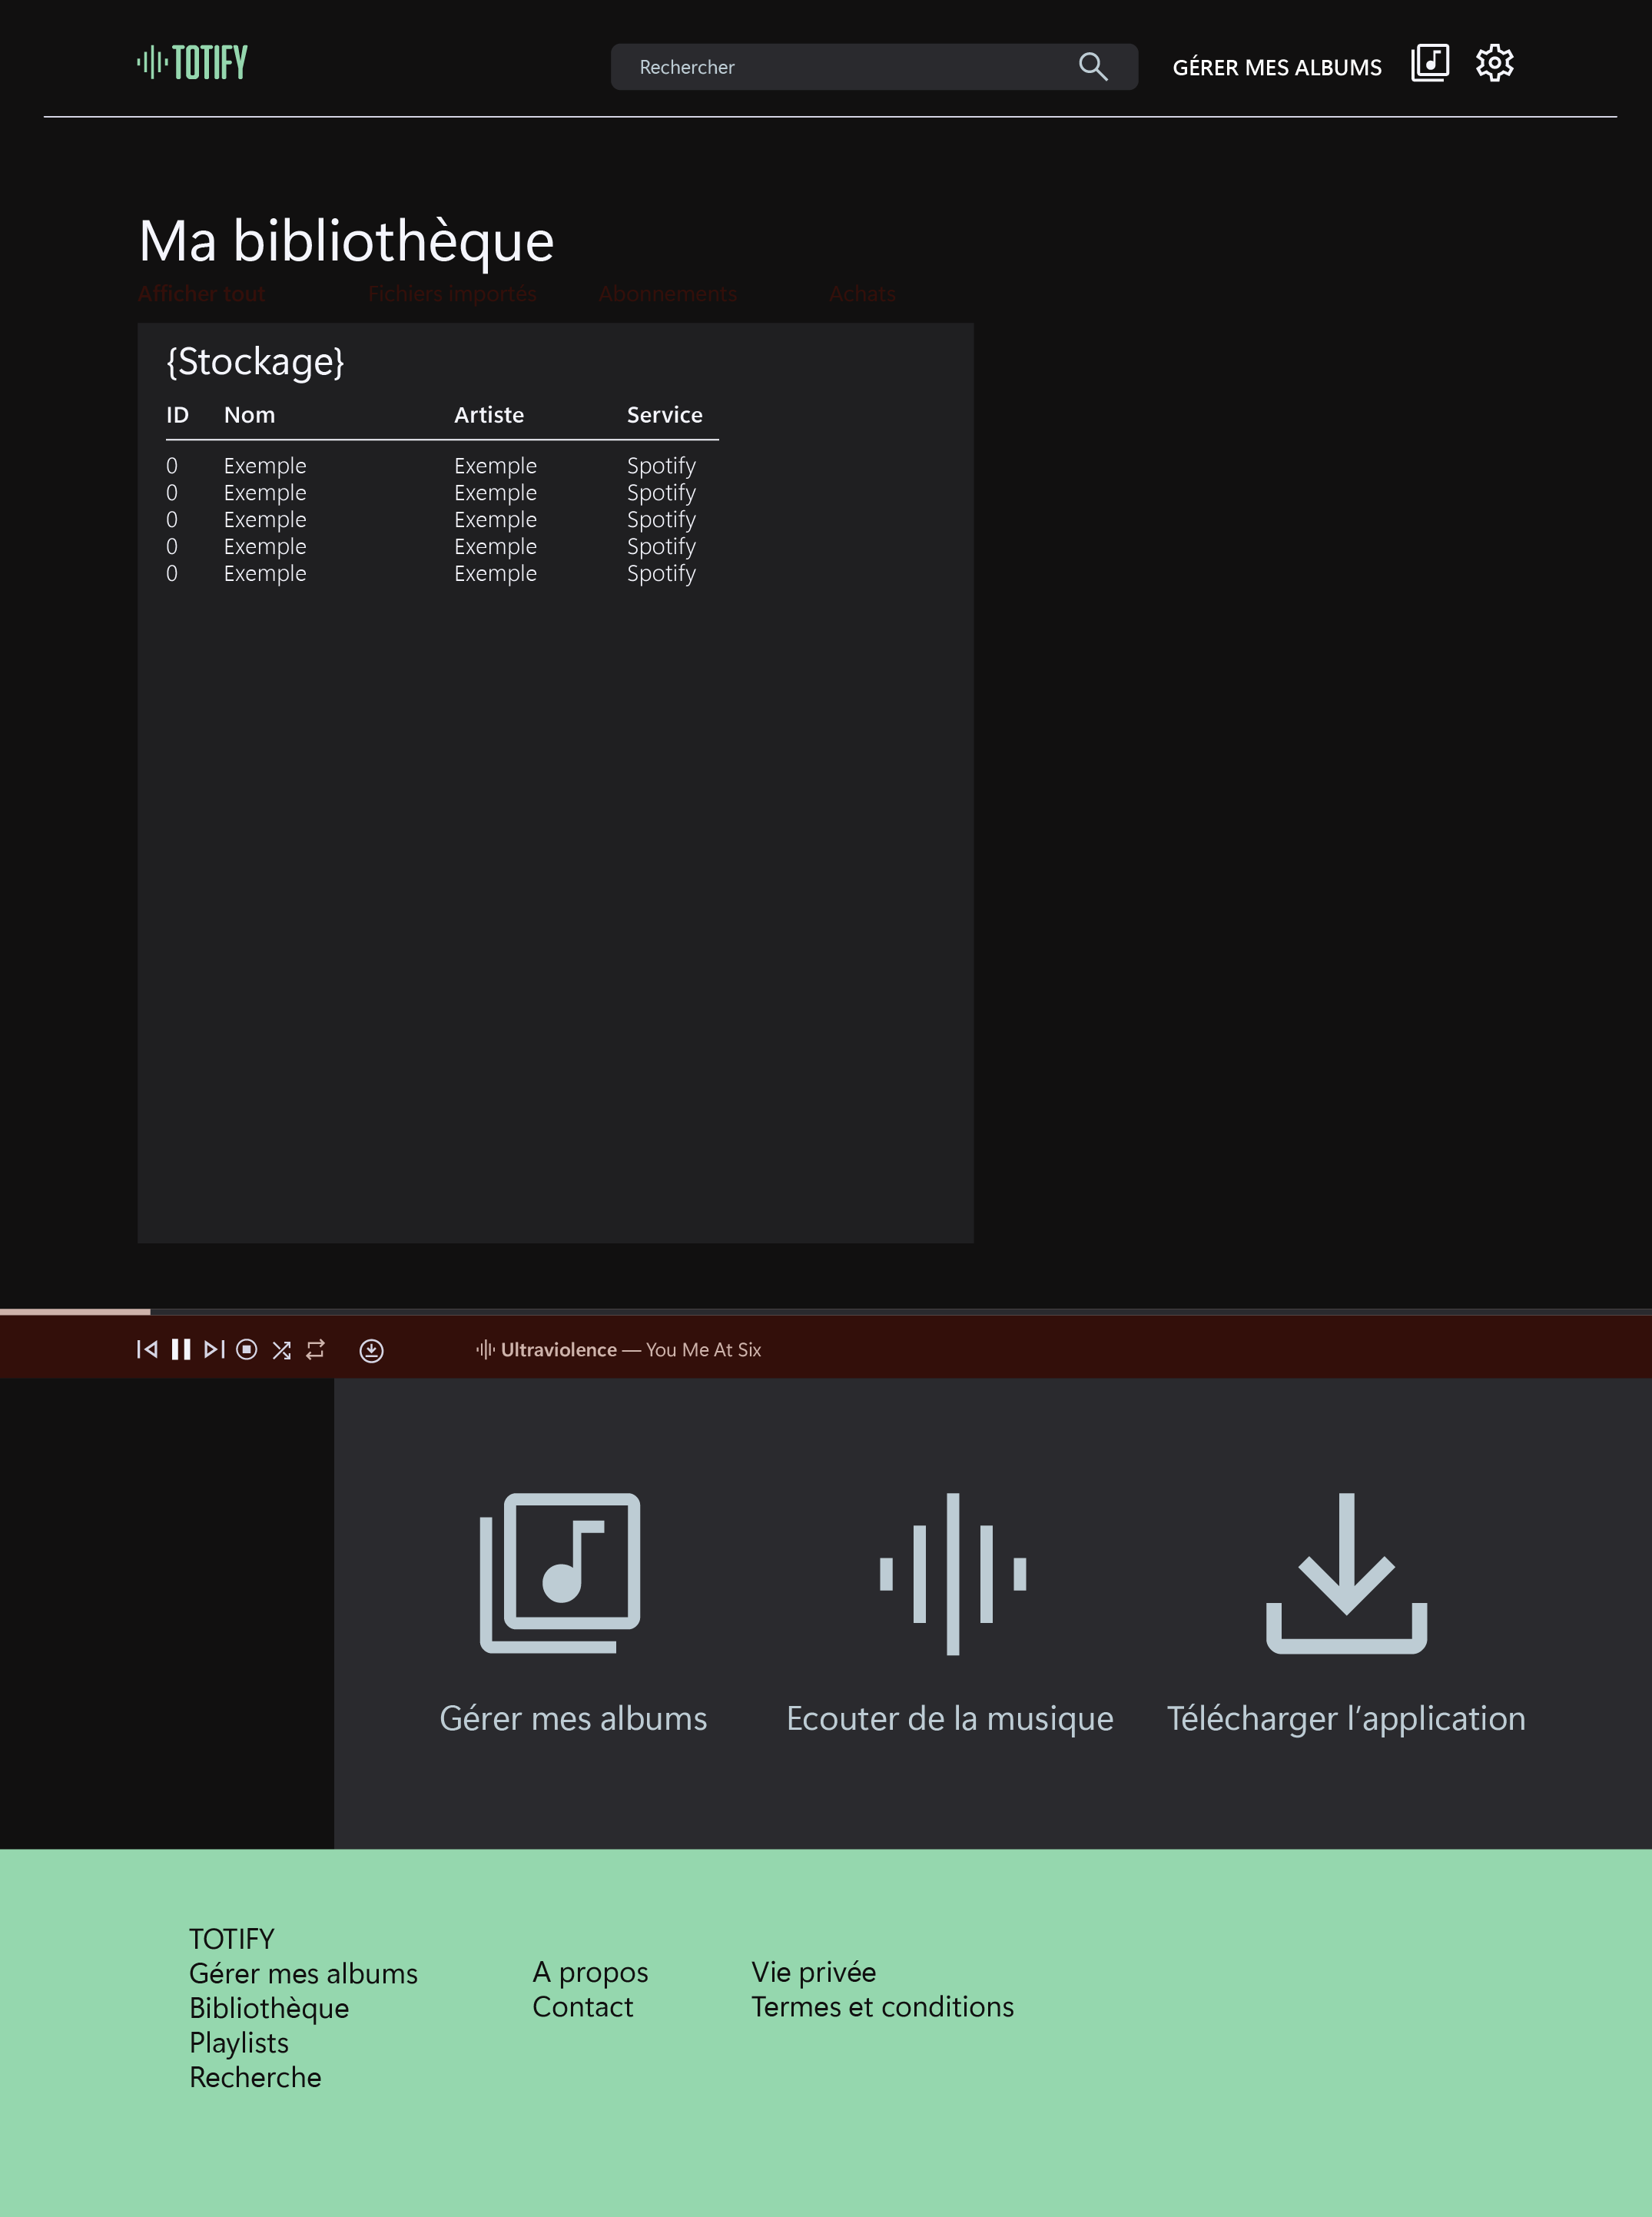 TOTIFY
Rechercher
GÉRER MES ALBUMS
Ma bibliothèque
Afficher tout Fichiers importés Abonnements Achats
{Stockage}
ID Nom Artiste Service
0 Exemple Exemple Spotify
0 Exemple Exemple Spotify
0 Exemple Exemple Spotify
0 Exemple Exemple Spotify
0 Exemple Exemple Spotify
Ultraviolence — You Me At Six
Gérer mes albums
Ecouter de la musique
Télécharger l’application
TOTIFY
Gérer mes albums
Bibliothèque
Playlists
Recherche
A propos
Contact
Vie privée
Termes et conditions